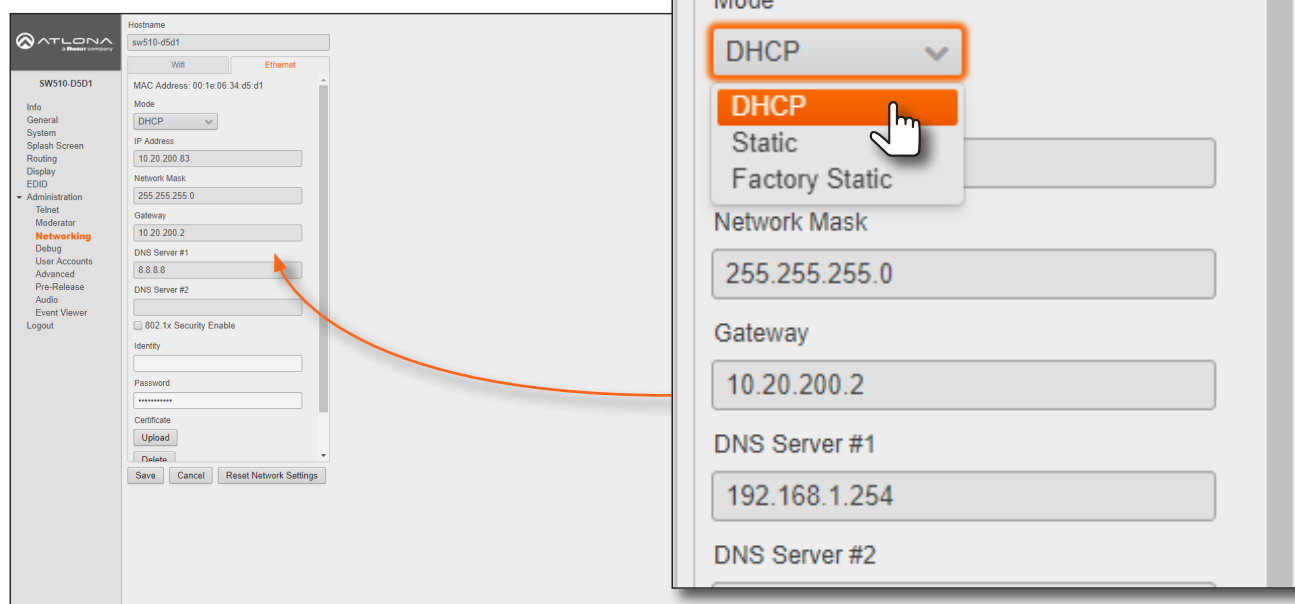 ATLONA
a Panduit company
SW510-D5D1
Info
General
System
Splash Screen
Routing
Display
EDID
Administration
Telnet
Moderator
Networking
Debug
User Accounts
Advanced
Pre-Release
Audio
Event Viewer
Logout
Hostname
sw510-d5d1
Wifi Ethernet
MAC Address: 00:1e:06:34:d5:d1
Mode
DHCP
IP Address
10.20.200.83
Network Mask
255.255.255.0
Gateway
10.20.200.2
DNS Server #1
8.8.8.8
DNS Server #2
802.1x Security Enable
Identity
Password
•••••••••••
Certificate
Upload
Delete
Save Cancel Reset Network Settings
Mode
DHCP
DHCP
Static
Factory Static
Network Mask
255.255.255.0
Gateway
10.20.200.2
DNS Server #1
192.168.1.254
DNS Server #2